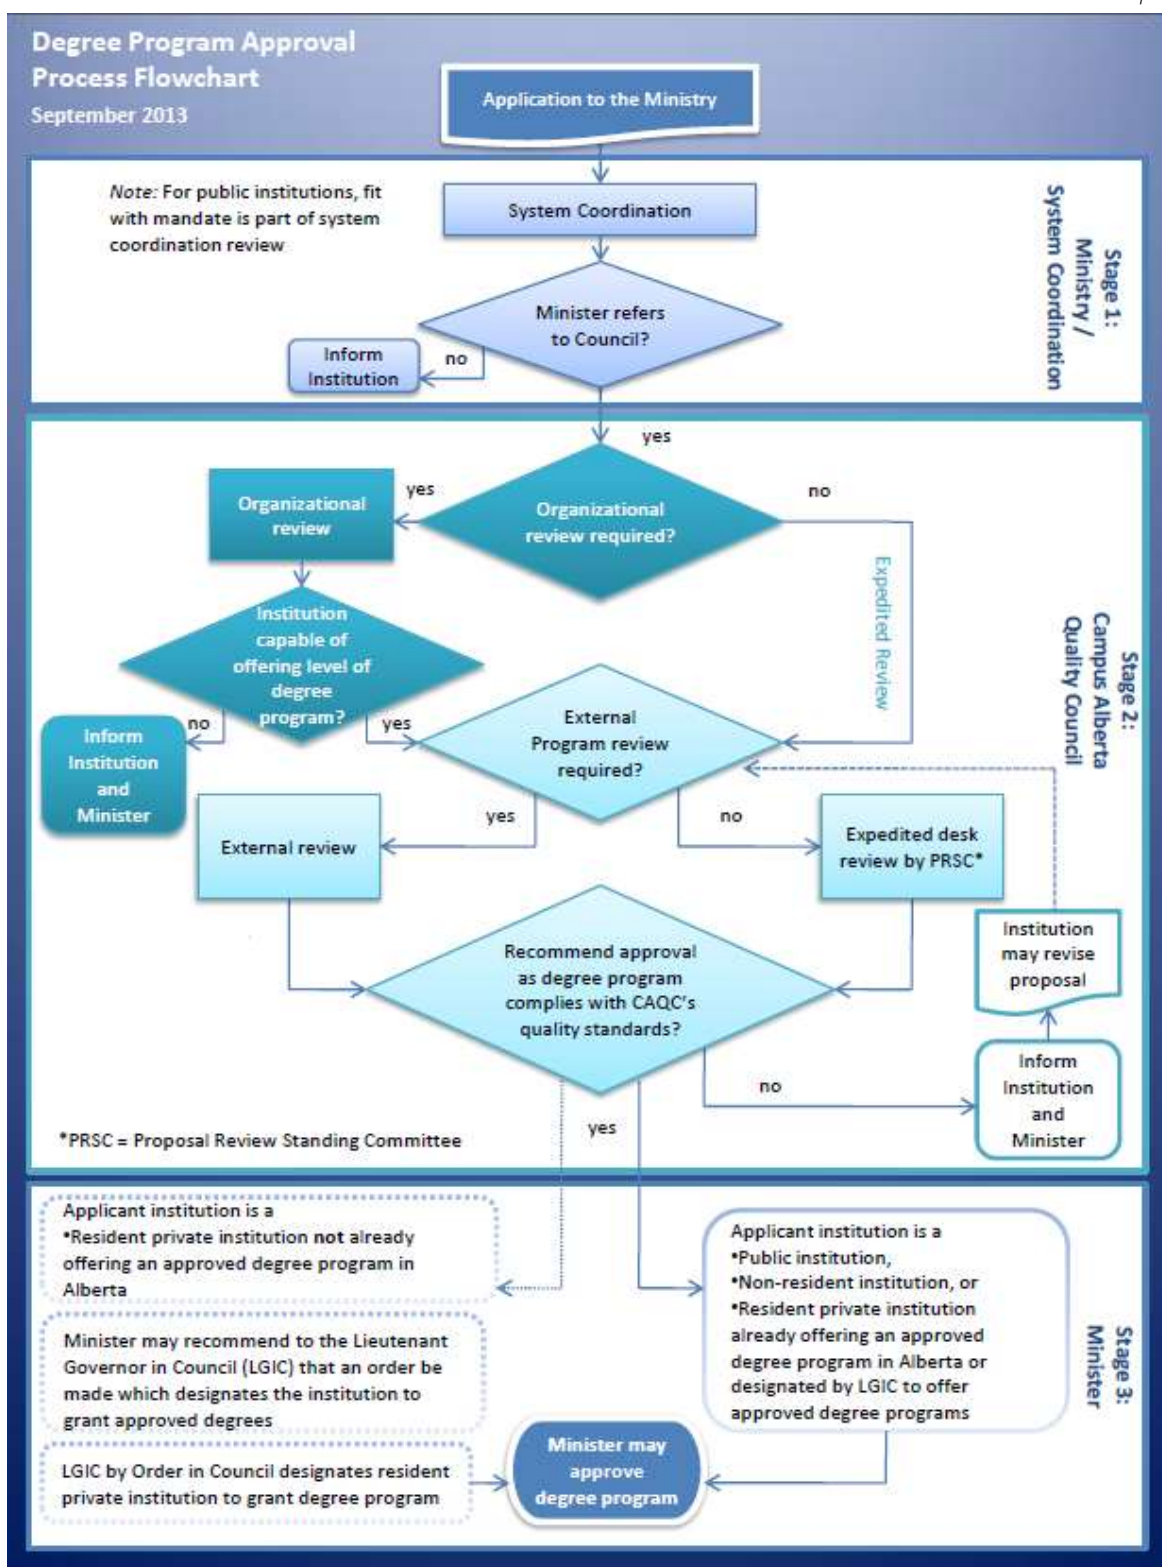 Degree Program Approval
Process Flowchart
September 2013
Application to the Ministry
Note: For public institutions, fit
with mandate is part of system
coordination review
System Coordination
Stage 1:
Ministry /
System Coordination
Minister refers
to Council?
no
Inform
Institution
yes
Organizational
review required?
yes
Organizational
review
no
Expedited Review
Stage 2:
Campus Alberta
Quality Council
Institution
capable of
offering level of
degree
program?
no
Inform
Institution
and
Minister
yes
External
Program review
required?
yes
External review
no
Expedited desk
review by PRSC*
Recommend approval
as degree program
complies with CAQC's
quality standards?
Institution
may revise
proposal
no
Inform
Institution
and
Minister
yes
*PRSC = Proposal Review Standing Committee
Applicant institution is a
•Resident private institution not already
offering an approved degree program in
Alberta
Minister may recommend to the Lieutenant
Governor in Council (LGIC) that an order be
made which designates the institution to
grant approved degrees
LGIC by Order in Council designates resident
private institution to grant degree program
Applicant institution is a
•Public institution,
•Non-resident institution, or
•Resident private institution
already offering an approved
degree program in Alberta or
designated by LGIC to offer
approved degree programs
Stage 3:
Minister
Minister may
approve
degree program